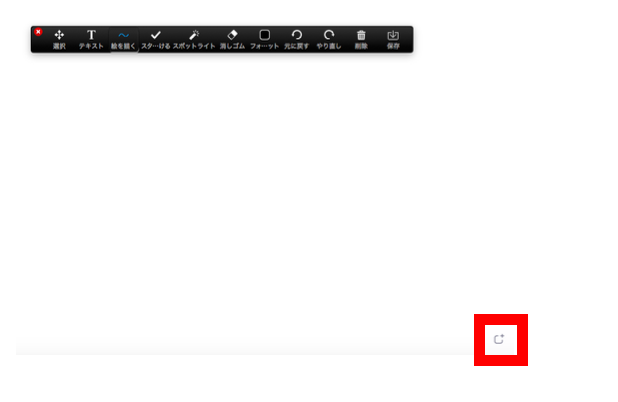 選択 テキスト 絵を描く スタ…ける スポットライト 消しゴム フォーマット 元に戻す やり直し 削除 保存